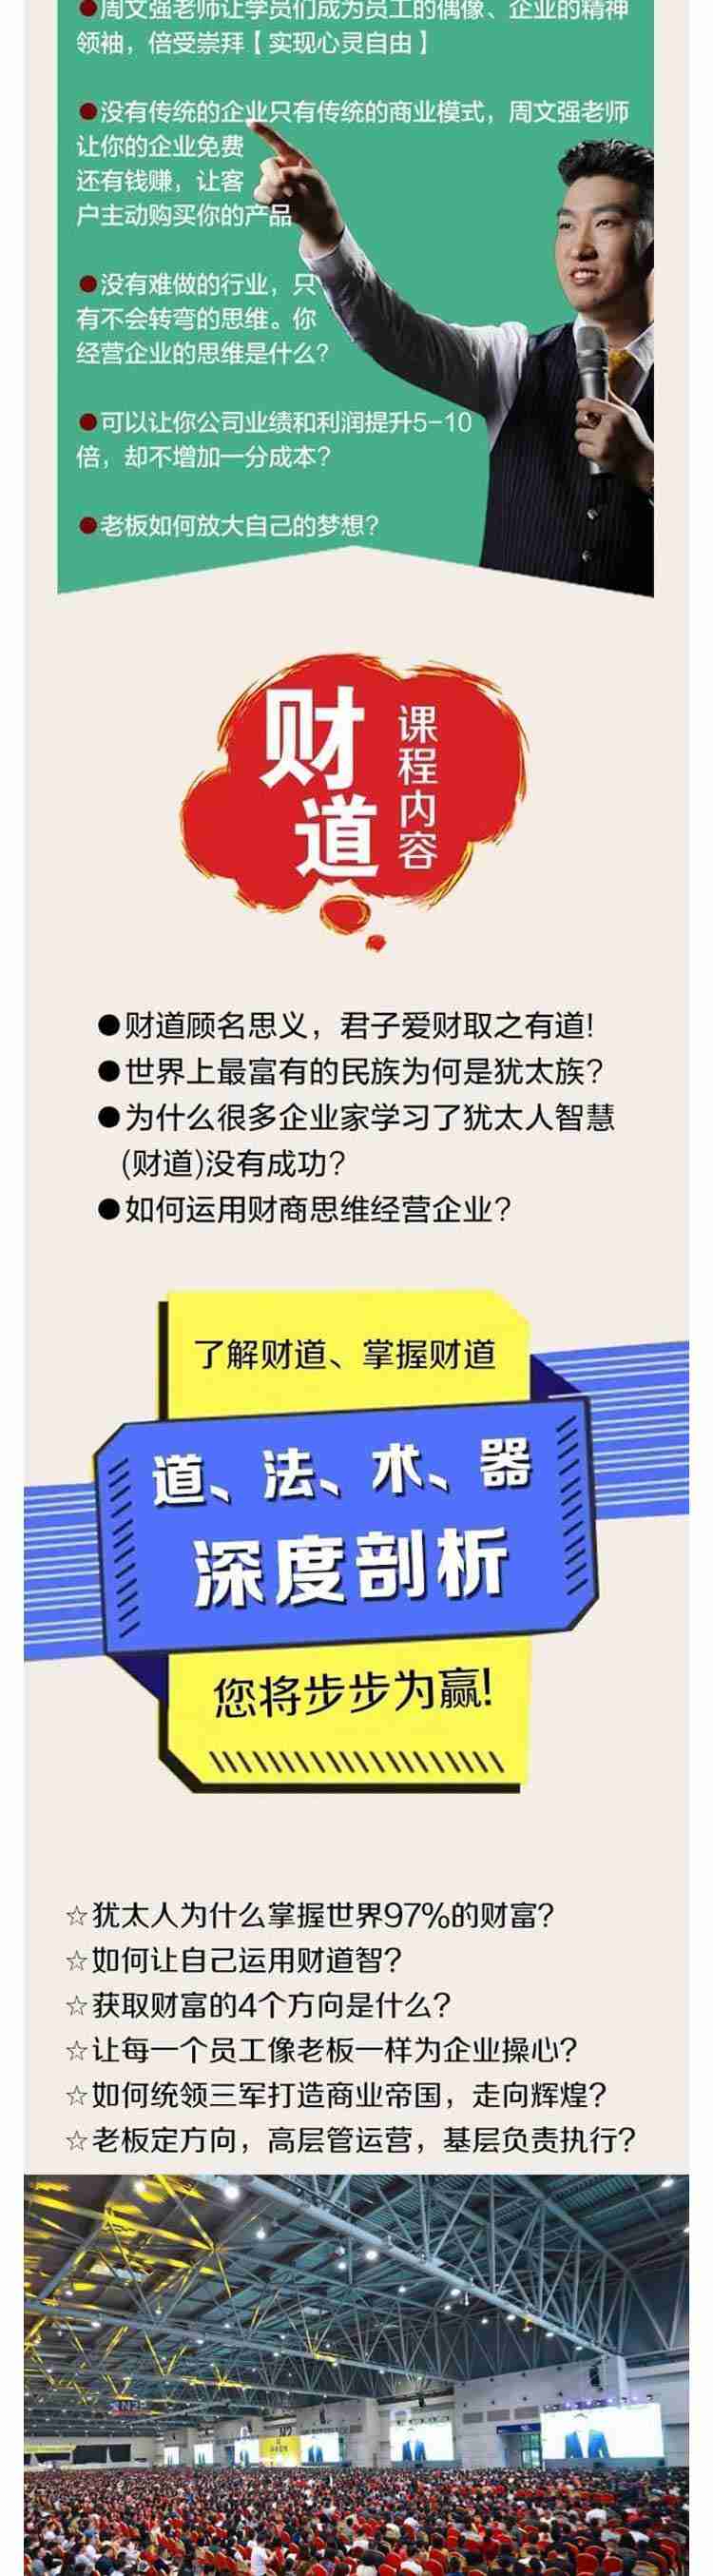 ●周文强老师让学员们成为员工的偶像、企业的精神
领袖，倍受崇拜【实现心灵自由】
●没有传统的企业只有传统的商业模式，周文强老师
让你的企业免费
还有钱赚，让客
户主动购买你的产品
●没有难做的行业，只
有不会转弯的思维。你
经营企业的思维是什么？
●可以让你公司业绩和利润提升5-10
倍，却不增加一分成本？
●老板如何放大自己的梦想？
财道
课程内容
●财道顾名思义，君子爱财取之有道！
●世界上最富有的民族为何是犹太族？
●为什么很多企业家学习了犹太人智慧
(财道)没有成功？
●如何运用财商思维经营企业？
了解财道、掌握财道
道、法、术、器
深度剖析
您将步步为赢！
☆犹太人为什么掌握世界97%的财富？
☆如何让自己运用财道智？
☆获取财富的4个方向是什么？
☆让每一个员工像老板一样为企业操心？
☆如何统领三军打造商业帝国，走向辉煌？
☆老板定方向，高层管运营，基层负责执行？
N2